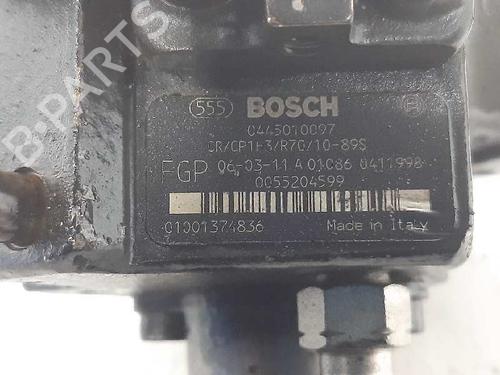 B-PARTS
555 BOSCH
0445010097
CR/CP1H3/R70/10-89S
FGP 06-03-11 A 01086 0411998
0055204599
01001374836 Made in Italy